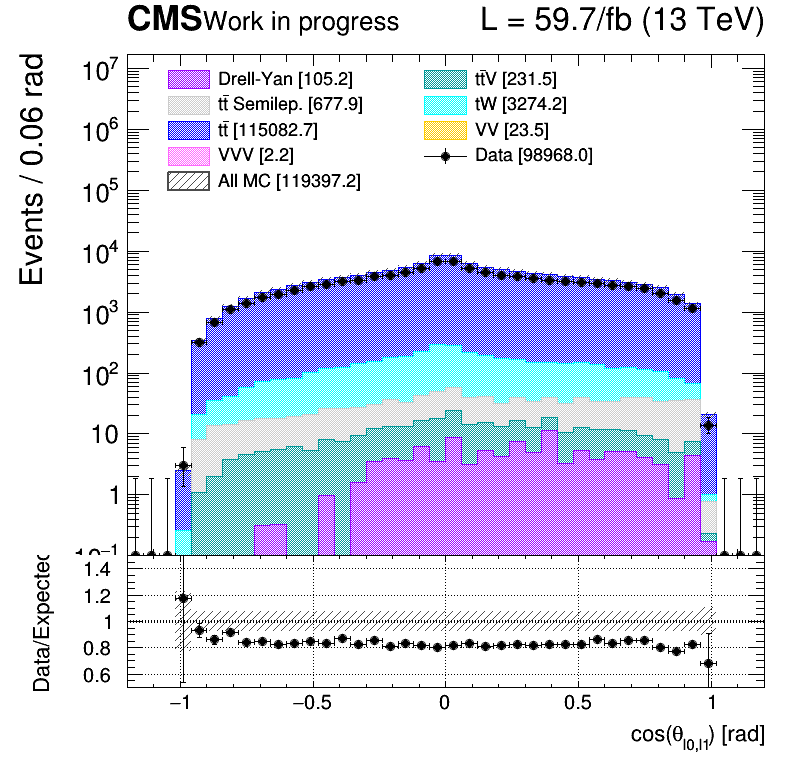 CMS Work in progress L = 59.7/fb (13 TeV)
Events / 0.06 rad
Drell-Yan [105.2]
tt̄ Semilep. [677.9]
tt̄ [115082.7]
VVV [2.2]
All MC [119397.2]
tt̄V [231.5]
tW [3274.2]
VV [23.5]
Data [98968.0]
10⁷
10⁶
10⁵
10⁴
10³
10²
10
1
10⁻¹
Data/Expected
1.4
1.2
1
0.8
0.6
−1 −0.5 0 0.5 1
cos(θ_l0,l1) [rad]